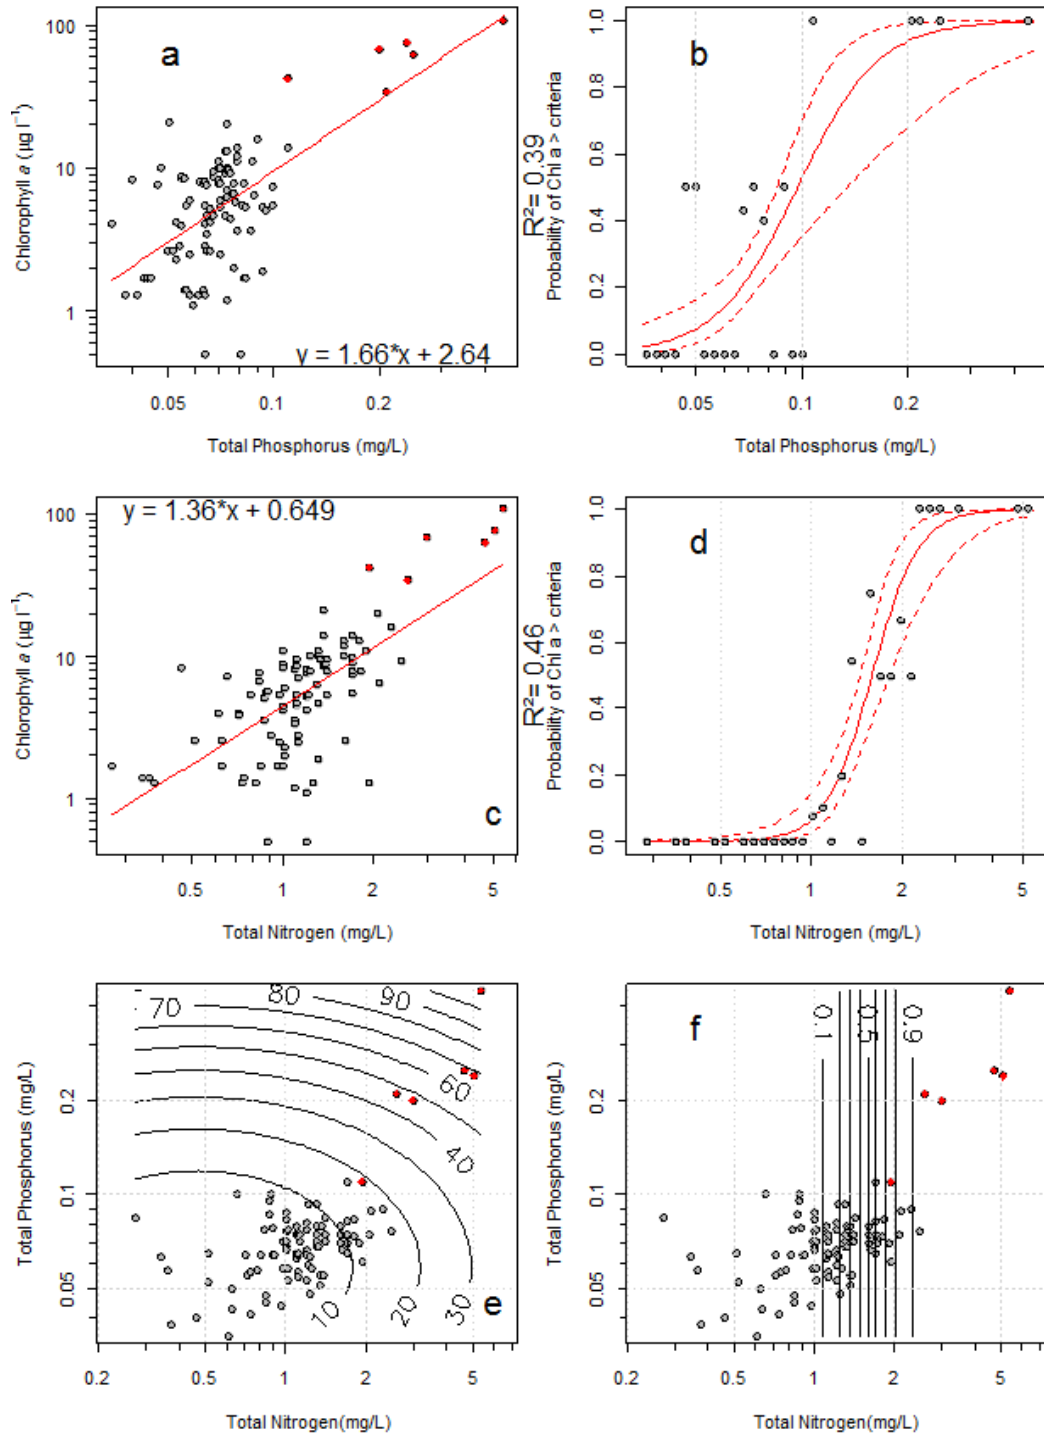 a
100
10
1
Chlorophyll a (µg l⁻¹)
y = 1.66*x + 2.64
0.05 0.1 0.2
Total Phosphorus (mg/L)
R²= 0.39
b
1.0
0.8
0.6
0.4
0.2
0.0
Probability of Chl a > criteria
0.05 0.1 0.2
Total Phosphorus (mg/L)
y = 1.36*x + 0.649
100
10
1
Chlorophyll a (µg l⁻¹)
c
0.5 1 2 5
Total Nitrogen (mg/L)
R²= 0.46
d
1.0
0.8
0.6
0.4
0.2
0.0
Probability of Chl a > criteria
0.5 1 2 5
Total Nitrogen (mg/L)
70 80 90
60
40
10 20 30
e
0.2
0.1
0.05
Total Phosphorus (mg/L)
0.2 0.5 1 2 5
Total Nitrogen(mg/L)
f
0.1 0.5 0.9
0.2
0.1
0.05
Total Phosphorus (mg/L)
0.2 0.5 1 2 5
Total Nitrogen(mg/L)